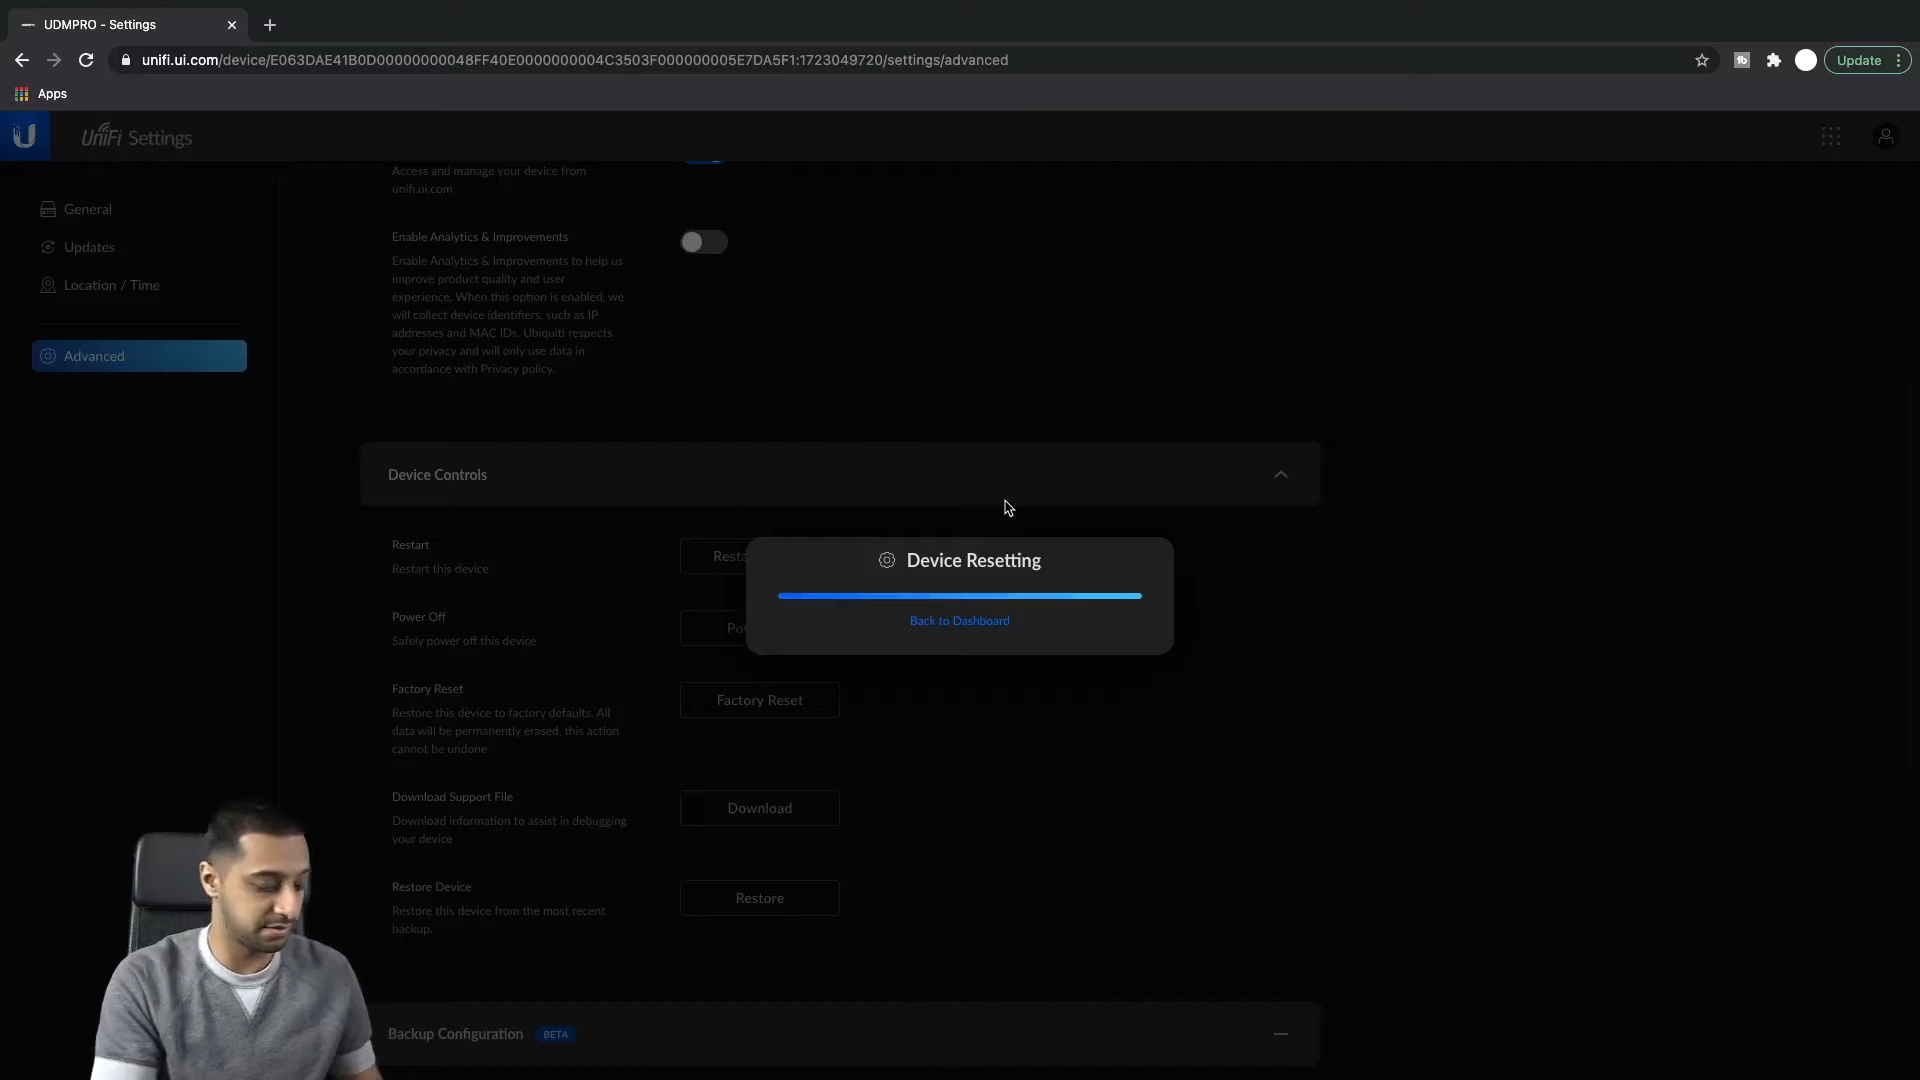 UDMPRO - Settings
unifi.ui.com/device/E063DAE41B0D00000000048FF40E0000000004C3503F000000005E7DA5F1:1723049720/settings/advanced
Update
Apps
UniFi Settings
Access and manage your device from
unifi.ui.com
General
Updates
Location / Time
Advanced
Enable Analytics & Improvements
Enable Analytics & Improvements to help us
improve product quality and user
experience. When this option is enabled, we
will collect device identifiers, such as IP
addresses and MAC IDs. Ubiquiti respects
your privacy and will only use data in
accordance with Privacy policy.
Device Controls
Restart
Restart this device
Resta
Device Resetting
Back to Dashboard
Power Off
Safely power off this device
Po
Factory Reset
Restore this device to factory defaults. All
data will be permanently erased, this action
cannot be undone
Factory Reset
Download Support File
Download information to assist in debugging
your device
Download
Restore Device
Restore this device from the most recent
backup.
Restore
Backup Configuration BETA